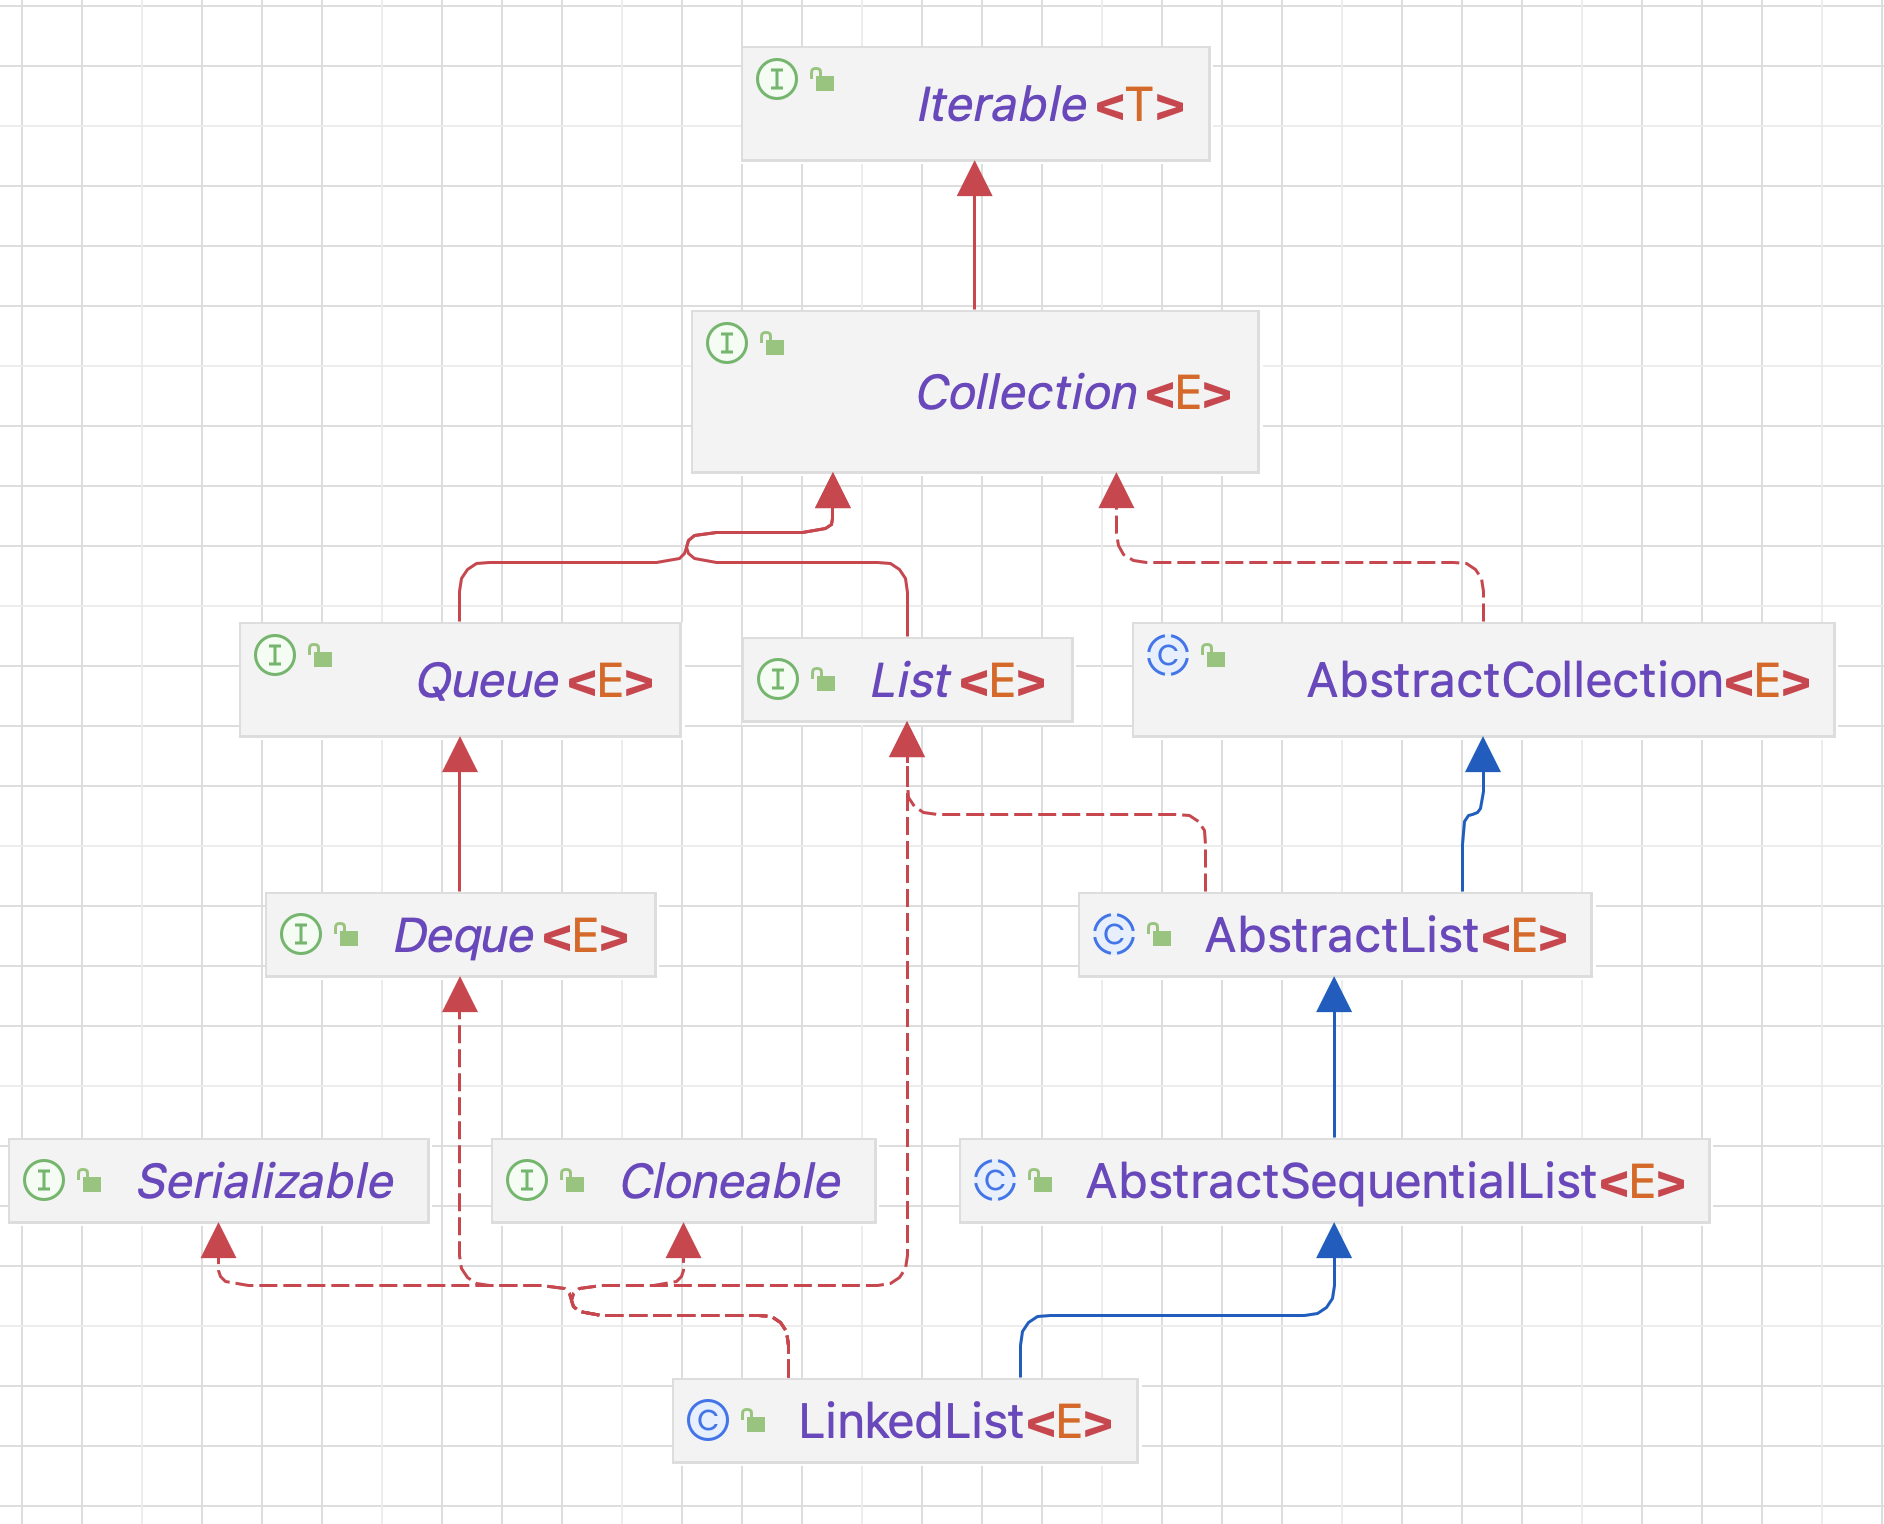 Iterable<T>
Collection<E>
Queue<E>
List<E>
AbstractCollection<E>
Deque<E>
AbstractList<E>
Serializable
Cloneable
AbstractSequentialList<E>
LinkedList<E>